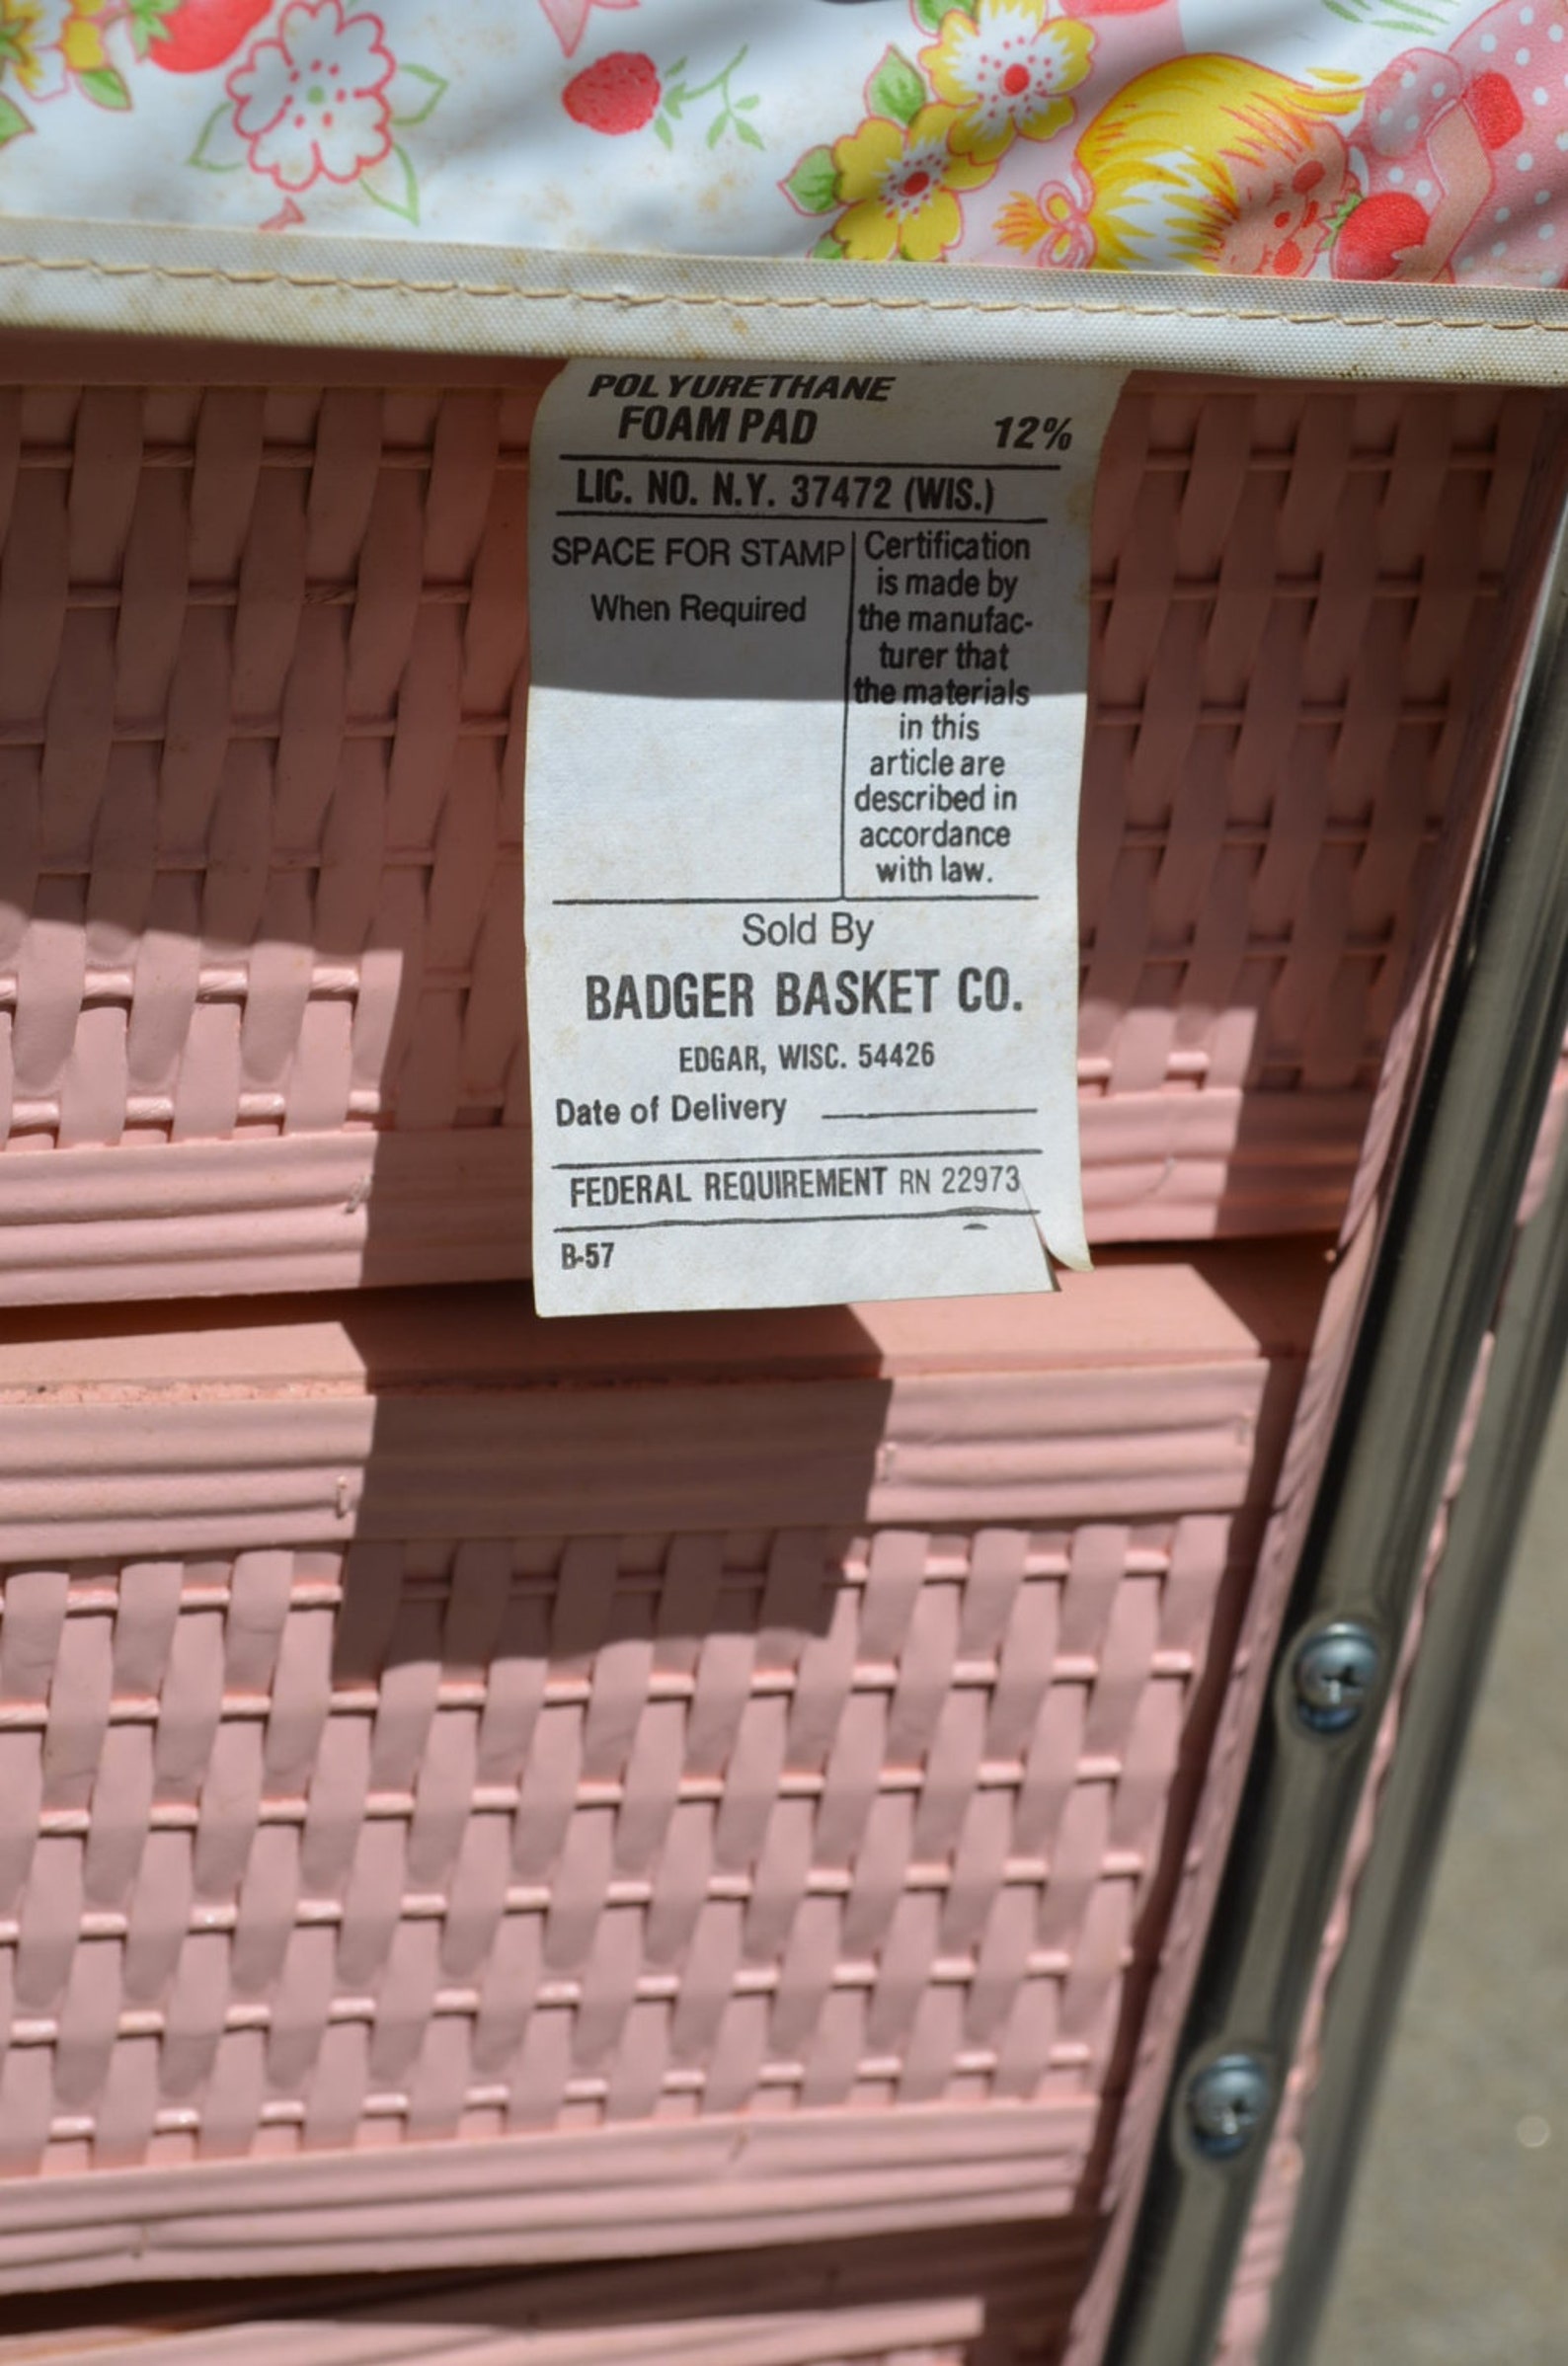 POLYURETHANE
FOAM PAD 12%
LIC. NO. N.Y. 37472 (WIS.)
SPACE FOR STAMP
When Required
Certification
is made by
the manufac-
turer that
the materials
in this
article are
described in
accordance
with law.
Sold By
BADGER BASKET CO.
EDGAR, WISC. 54426
Date of Delivery
FEDERAL REQUIREMENT RN 22973
B-57